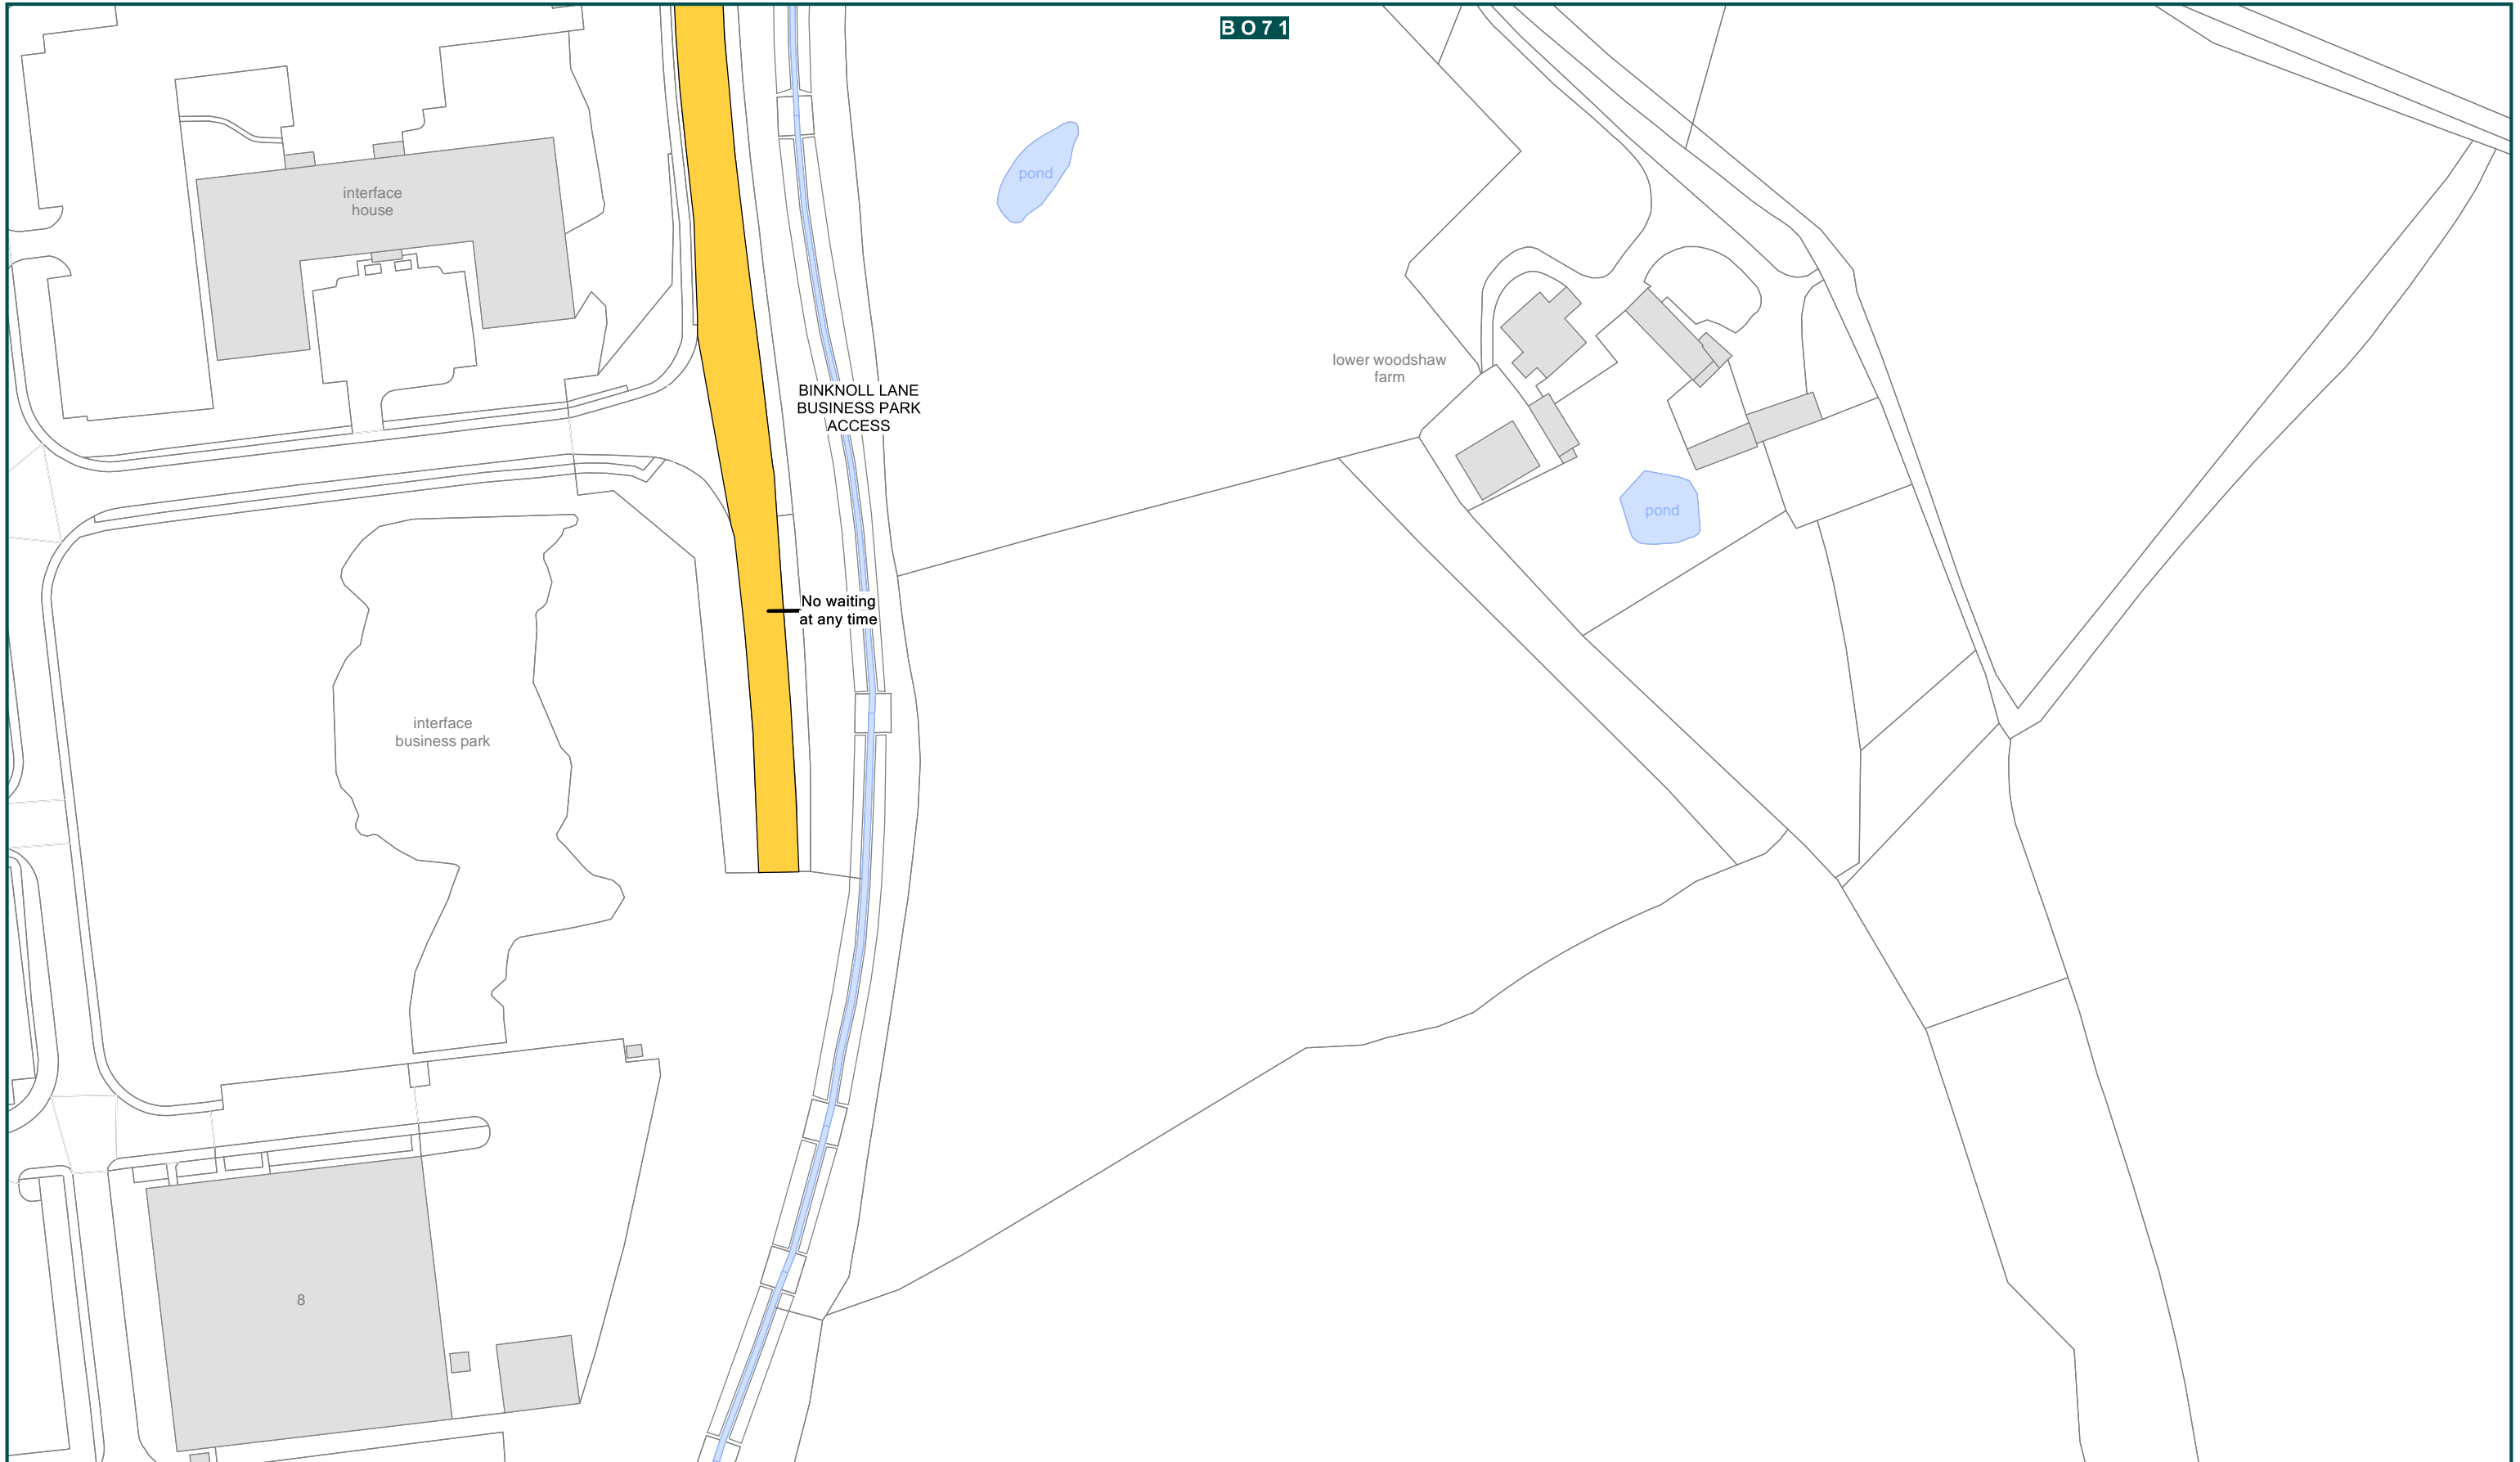 BO71
interface
house
pond
lower woodshaw
farm
BINKNOLL LANE
BUSINESS PARK
ACCESS
pond
No waiting
at any time
interface
business park
8